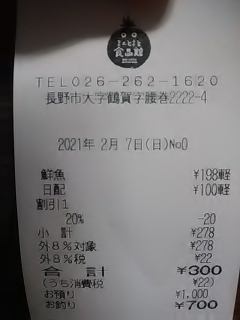 食品館
TEL026-262-1620
長野市大字鶴賀字腰巻2222-4
2021年 2月 7日(日)No0
鮮魚 ¥198軽
日配 ¥100軽
割引1
20% -20
小 計 ¥278
外8%対象 ¥278
外8%税 ¥22
合 計 ¥300
(うち消費税 ¥22)
お預り ¥1,000
お釣り ¥700